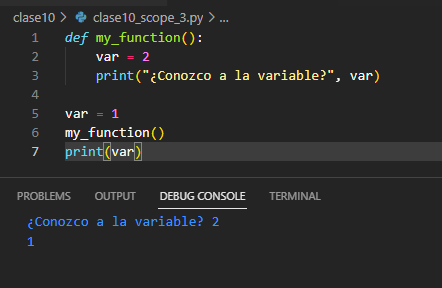 clase10 > clase10_scope_3.py > ...
1 def my_function():
2     var = 2
3     print("¿Conozco a la variable?", var)
4
5 var = 1
6 my_function()
7 print(var)
PROBLEMS OUTPUT DEBUG CONSOLE TERMINAL
¿Conozco a la variable? 2
1